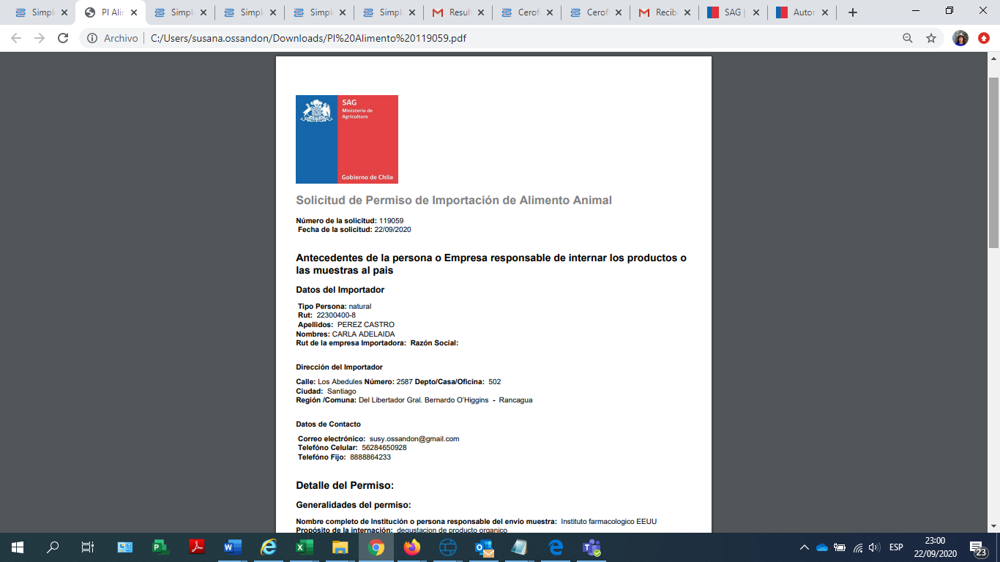 Simpl
PI Alir
Simpl
Simpl
Simpl
Simpl
Resul
Cerof
Cerof
Recib
SAG |
Autor
Archivo
C:/Users/susana.ossandon/Downloads/PI%20Alimento%20119059.pdf
SAG
Ministerio de
Agricultura
Gobierno de Chile
Solicitud de Permiso de Importación de Alimento Animal
Número de la solicitud: 119059
Fecha de la solicitud: 22/09/2020
Antecedentes de la persona o Empresa responsable de internar los productos o
las muestras al pais
Datos del Importador
Tipo Persona: natural
Rut: 22300400-8
Apellidos: PEREZ CASTRO
Nombres: CARLA ADELAIDA
Rut de la empresa Importadora: Razón Social:
Dirección del Importador
Calle: Los Abedules Número: 2587 Depto/Casa/Oficina: 502
Ciudad: Santiago
Región /Comuna: Del Libertador Gral. Bernardo O'Higgins - Rancagua
Datos de Contacto
Correo electrónico: susy.ossandon@gmail.com
Telefóno Celular: 56284650928
Telefóno Fijo: 8888864233
Detalle del Permiso:
Generalidades del permiso:
Nombre completo de Institución o persona responsable del envío muestra: Instituto farmacologico EEUU
Propósito de la internación: degustacion de producto organico
ESP
23:00
22/09/2020
23